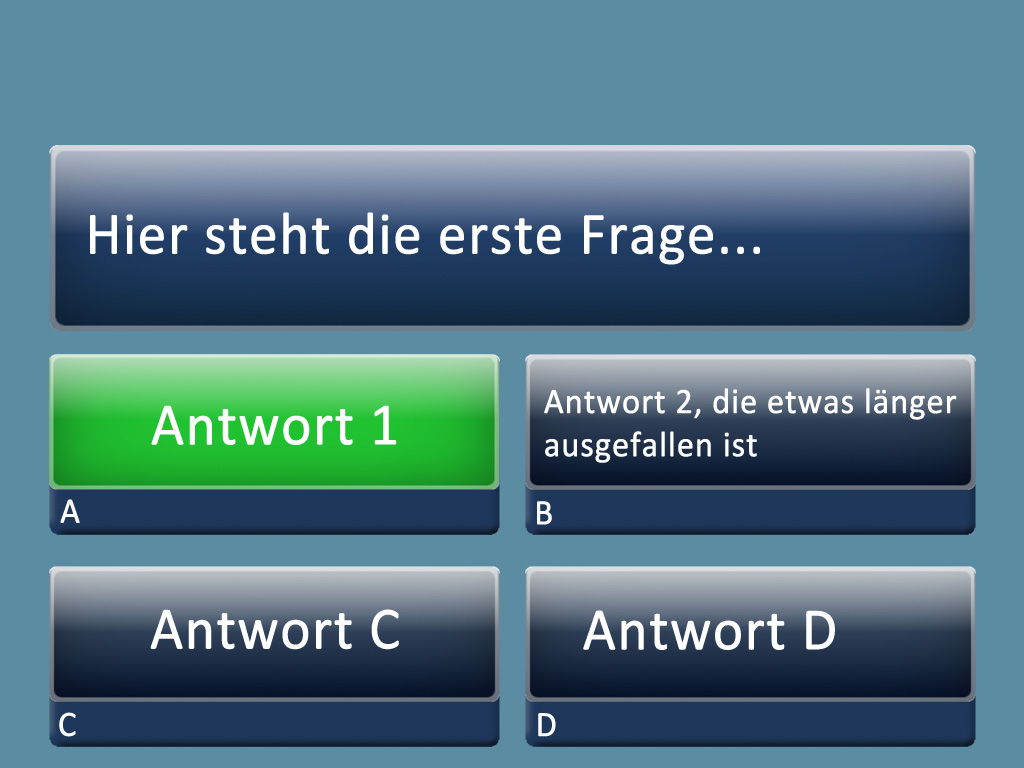 Hier steht die erste Frage...
Antwort 1
A
Antwort 2, die etwas länger
ausgefallen ist
B
Antwort C
C
Antwort D
D